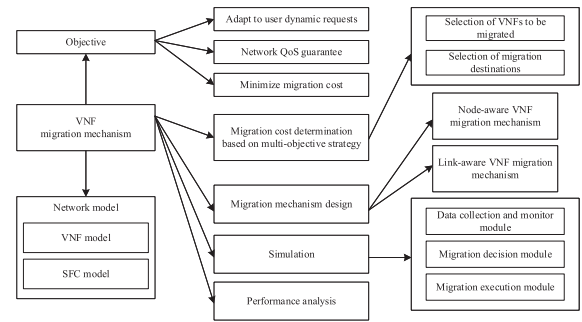 Objective
VNF
migration mechanism
Network model
VNF model
SFC model
Adapt to user dynamic requests
Network QoS guarantee
Minimize migration cost
Migration cost determination
based on multi-objective strategy
Migration mechanism design
Simulation
Performance analysis
Selection of VNFs to be
migrated
Selection of migration
destinations
Node-aware VNF
migration mechanism
Link-aware VNF migration
mechanism
Data collection and monitor
module
Migration decision module
Migration execution module